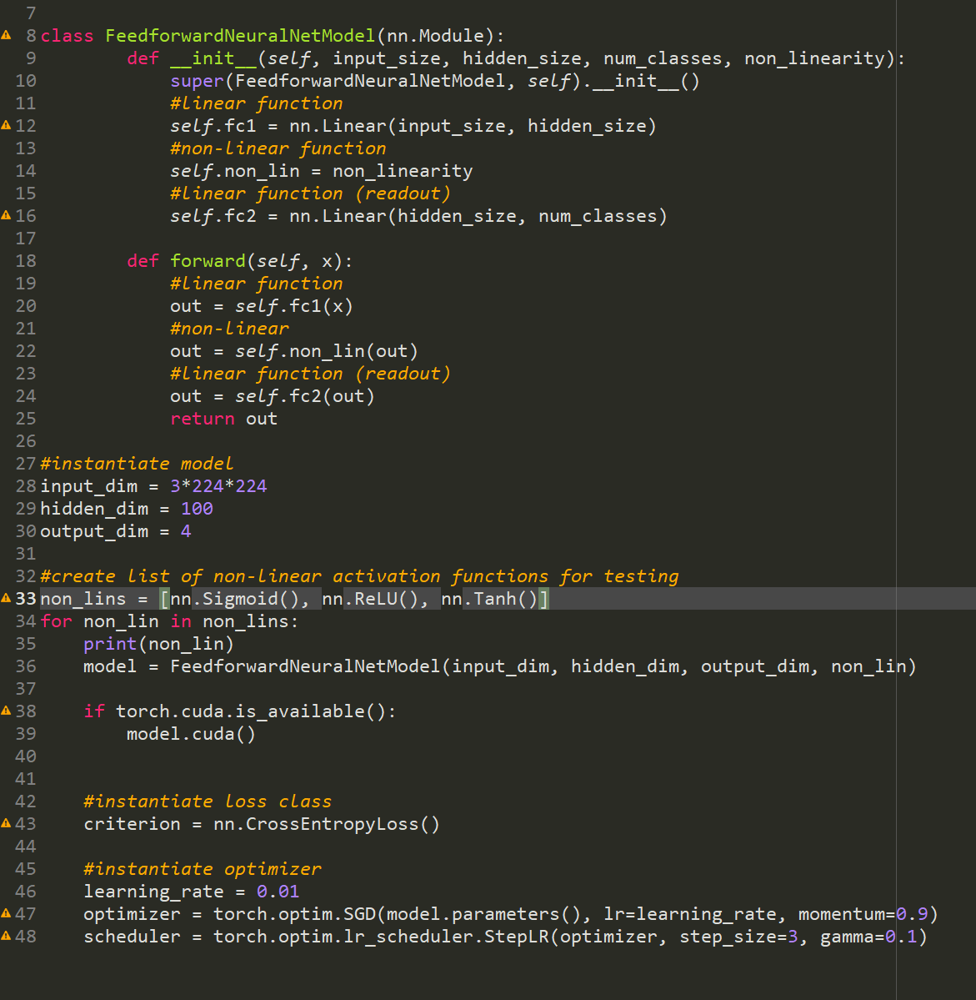 7
8 class FeedforwardNeuralNetModel(nn.Module):
9         def __init__(self, input_size, hidden_size, num_classes, non_linearity):
10             super(FeedforwardNeuralNetModel, self).__init__()
11             #linear function
12             self.fc1 = nn.Linear(input_size, hidden_size)
13             #non-linear function
14             self.non_lin = non_linearity
15             #linear function (readout)
16             self.fc2 = nn.Linear(hidden_size, num_classes)
17
18         def forward(self, x):
19             #linear function
20             out = self.fc1(x)
21             #non-linear
22             out = self.non_lin(out)
23             #linear function (readout)
24             out = self.fc2(out)
25             return out
26
27 #instantiate model
28 input_dim = 3*224*224
29 hidden_dim = 100
30 output_dim = 4
31
32 #create list of non-linear activation functions for testing
33 non_lins = [nn.Sigmoid(), nn.ReLU(), nn.Tanh()]
34 for non_lin in non_lins:
35     print(non_lin)
36     model = FeedforwardNeuralNetModel(input_dim, hidden_dim, output_dim, non_lin)
37
38     if torch.cuda.is_available():
39         model.cuda()
40
41
42     #instantiate loss class
43     criterion = nn.CrossEntropyLoss()
44
45     #instantiate optimizer
46     learning_rate = 0.01
47     optimizer = torch.optim.SGD(model.parameters(), lr=learning_rate, momentum=0.9)
48     scheduler = torch.optim.lr_scheduler.StepLR(optimizer, step_size=3, gamma=0.1)